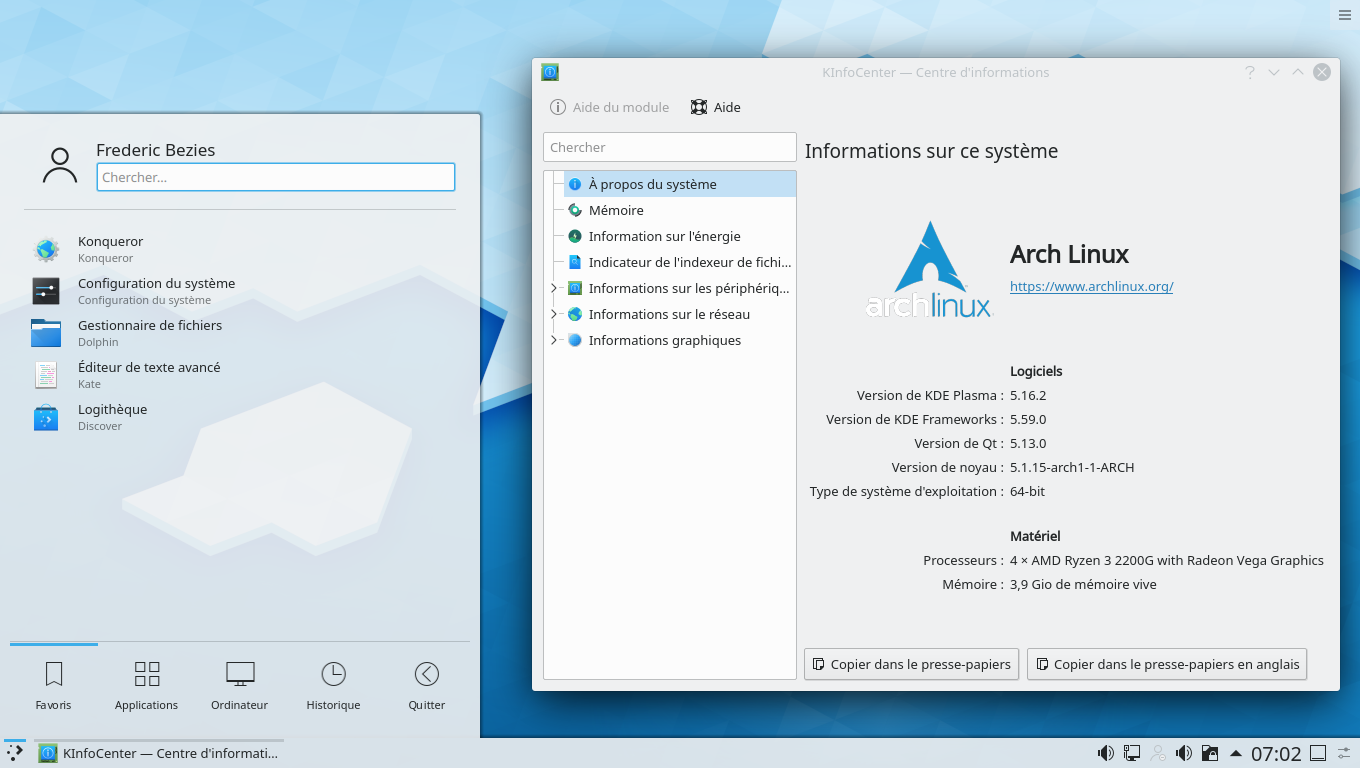 KInfoCenter — Centre d'informations
Aide du module
Aide
Chercher
À propos du système
Mémoire
Information sur l'énergie
Indicateur de l'indexeur de fichi...
Informations sur les périphériq...
Informations sur le réseau
Informations graphiques
Informations sur ce système
archlinux
Arch Linux
https://www.archlinux.org/
Logiciels
Version de KDE Plasma : 5.16.2
Version de KDE Frameworks : 5.59.0
Version de Qt : 5.13.0
Version de noyau : 5.1.15-arch1-1-ARCH
Type de système d'exploitation : 64-bit
Matériel
Processeurs : 4 × AMD Ryzen 3 2200G with Radeon Vega Graphics
Mémoire : 3,9 Gio de mémoire vive
Copier dans le presse-papiers
Copier dans le presse-papiers en anglais
Frederic Bezies
Chercher...
Konqueror
Konqueror
Configuration du système
Configuration du système
Gestionnaire de fichiers
Dolphin
Éditeur de texte avancé
Kate
Logithèque
Discover
Favoris
Applications
Ordinateur
Historique
Quitter
KInfoCenter — Centre d'informati...
07:02